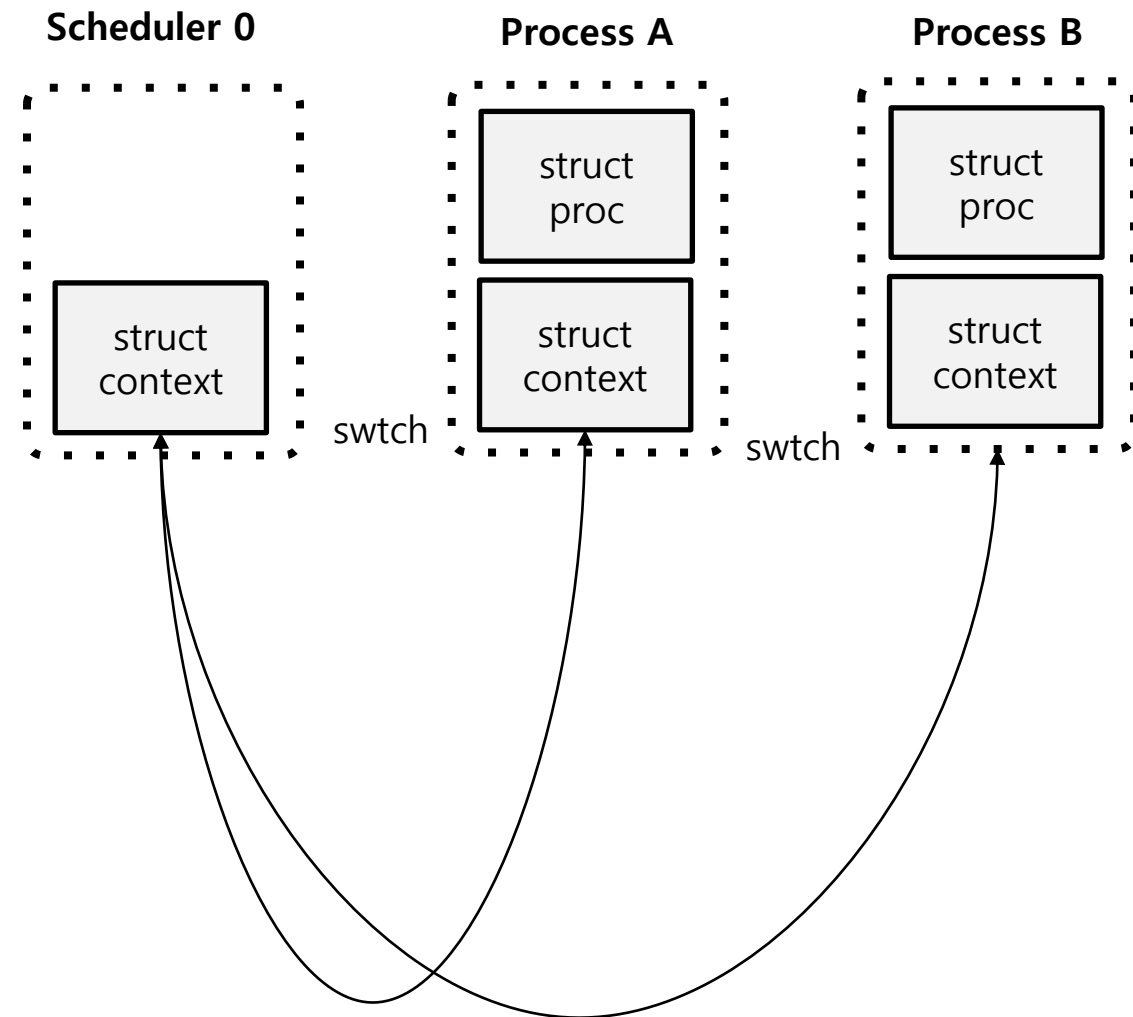 Scheduler 0
Process A
Process B
struct
proc
struct
proc
struct
context
struct
context
struct
context
swtch
swtch